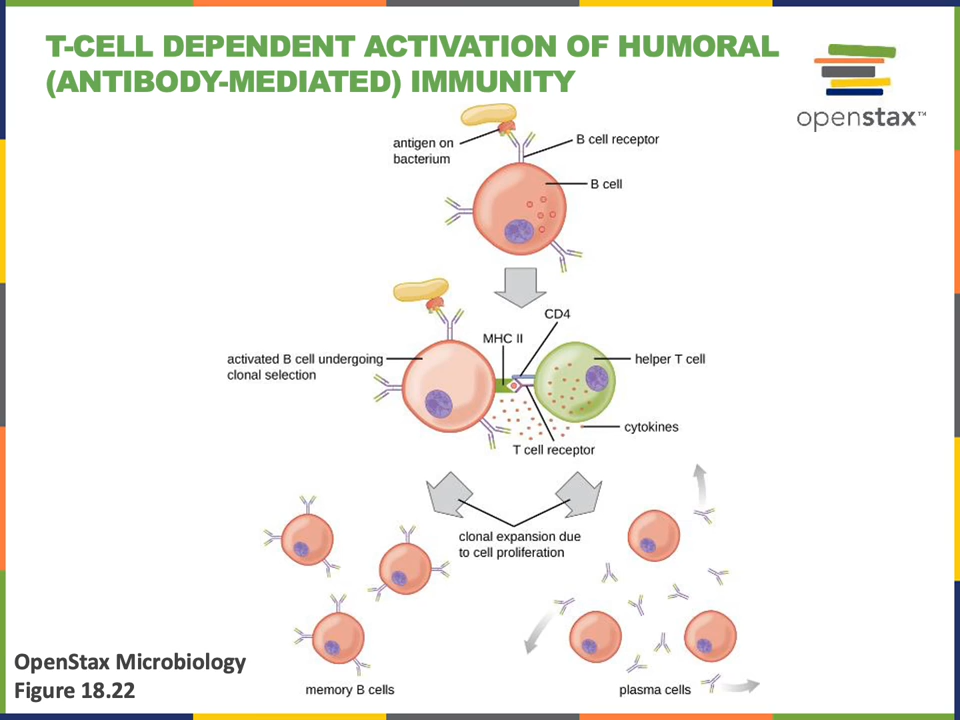 T-CELL DEPENDENT ACTIVATION OF HUMORAL
(ANTIBODY-MEDIATED) IMMUNITY
openstax™
antigen on
bacterium
B cell receptor
B cell
CD4
MHC II
activated B cell undergoing
clonal selection
helper T cell
cytokines
T cell receptor
clonal expansion due
to cell proliferation
OpenStax Microbiology
Figure 18.22
memory B cells
plasma cells